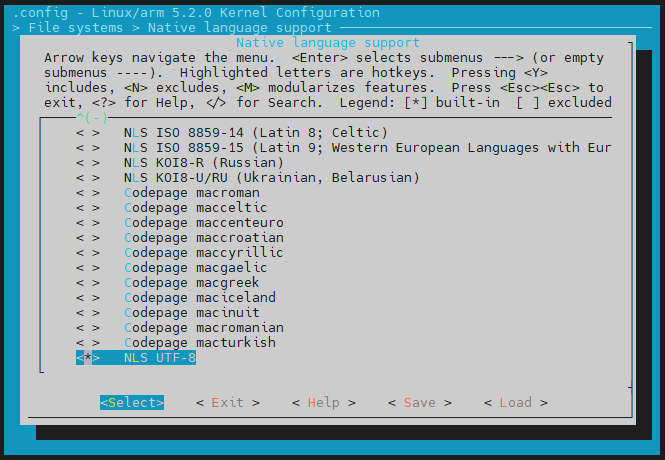 .config - Linux/arm 5.2.0 Kernel Configuration
> File systems > Native language support
Native language support
Arrow keys navigate the menu.  <Enter> selects submenus ---> (or empty
submenus ----).  Highlighted letters are hotkeys.  Pressing <Y>
includes, <N> excludes, <M> modularizes features.  Press <Esc><Esc> to
exit, <?> for Help, </> for Search.  Legend: [*] built-in  [ ] excluded
^(-)
< >   NLS ISO 8859-14 (Latin 8; Celtic)
< >   NLS ISO 8859-15 (Latin 9; Western European Languages with Eur
< >   NLS KOI8-R (Russian)
< >   NLS KOI8-U/RU (Ukrainian, Belarusian)
< >   Codepage macroman
< >   Codepage macceltic
< >   Codepage maccenteuro
< >   Codepage maccroatian
< >   Codepage maccyrillic
< >   Codepage macgaelic
< >   Codepage macgreek
< >   Codepage maciceland
< >   Codepage macinuit
< >   Codepage macromanian
< >   Codepage macturkish
<*>   NLS UTF-8
<Select>    < Exit >    < Help >    < Save >    < Load >